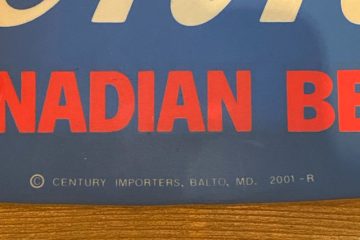 NADIAN BE
© CENTURY IMPORTERS, BALTO, MD. 2001-R